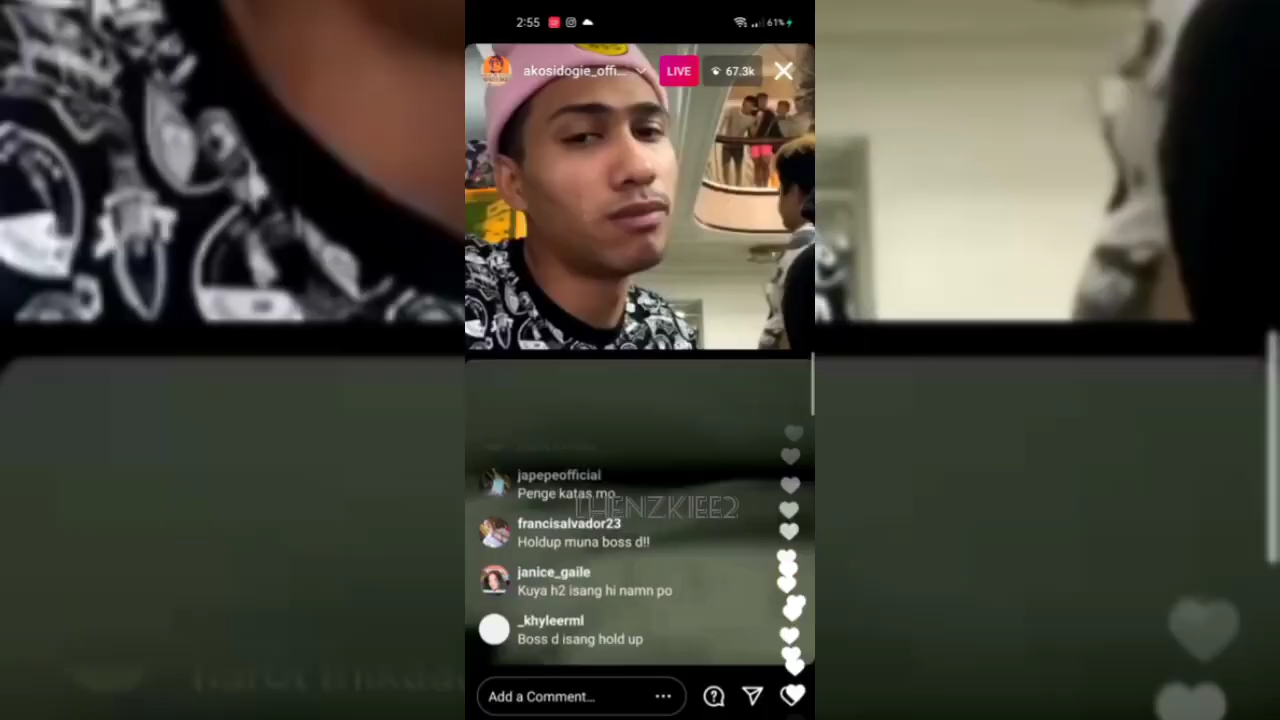 2:55
61%
akosidogie_offi...
LIVE
67.3k
japepeofficial
Penge katas mo
THENZKIEE2
francisalvador23
Holdup muna boss d!!
janice_gaile
Kuya h2 isang hi namn po
_khyleerml
Boss d isang hold up
Add a Comment...